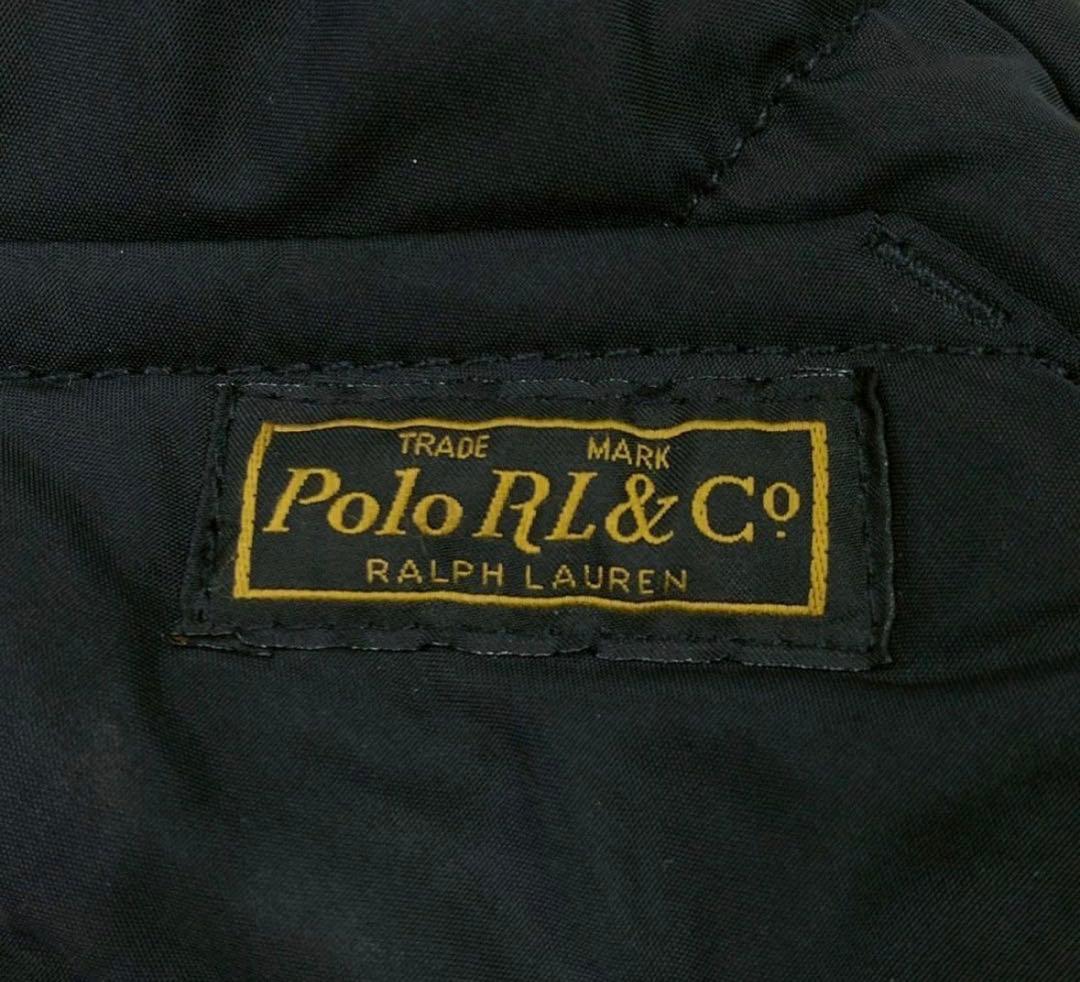 TRADE MARK
Polo RL & Cº.
RALPH LAUREN